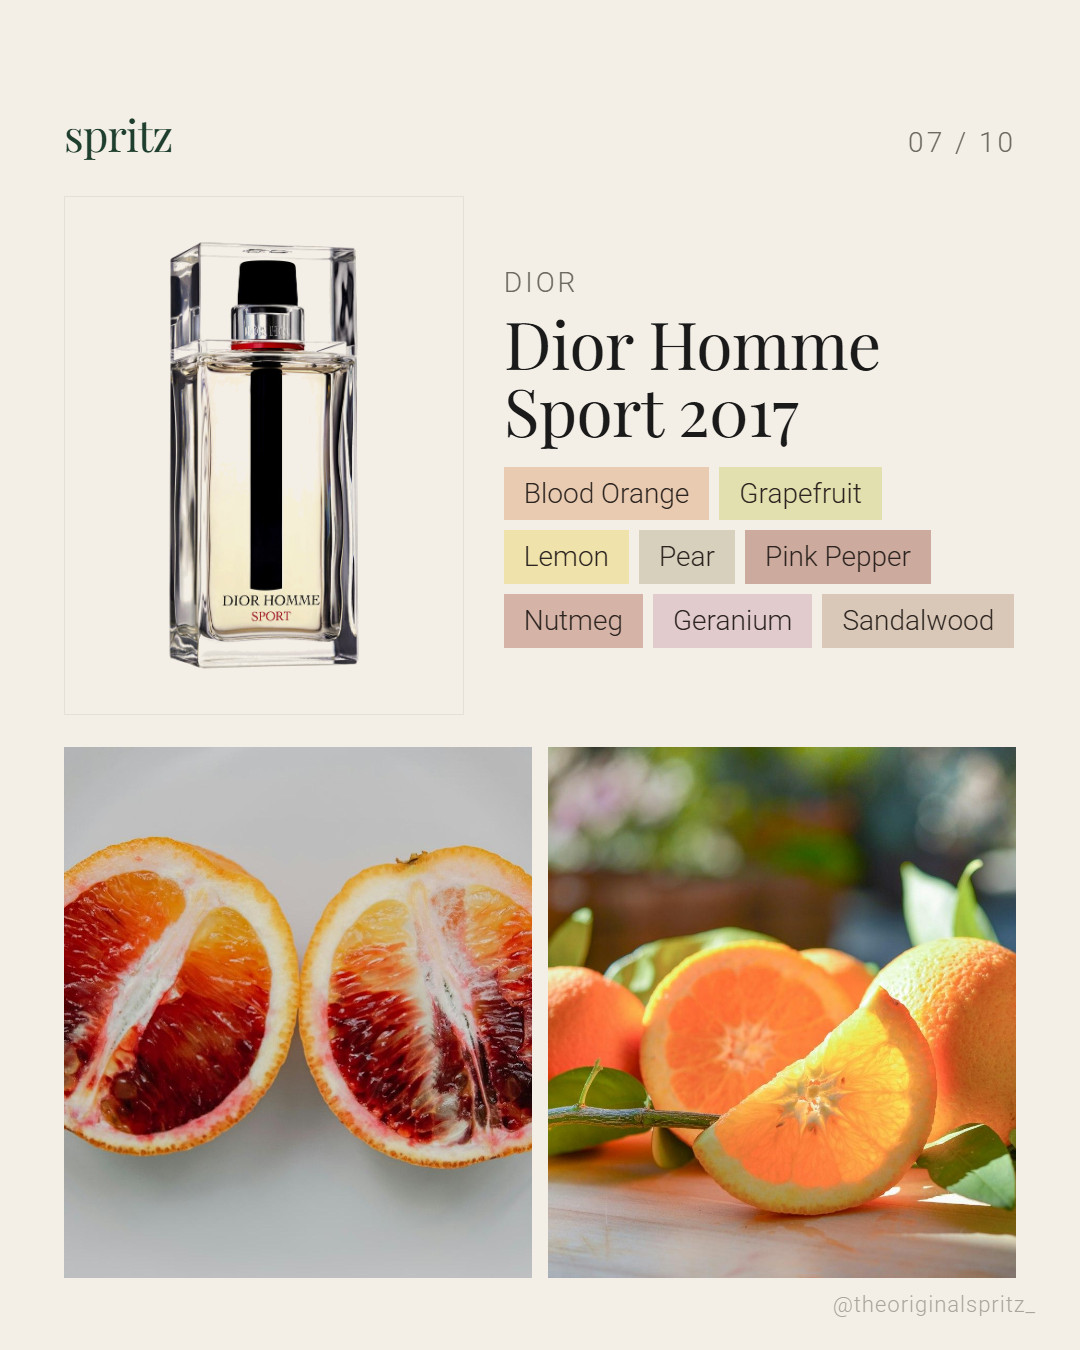 spritz
07 / 10
DIOR
Dior Homme
Sport 2017
Blood Orange
Grapefruit
Lemon
Pear
Pink Pepper
Nutmeg
Geranium
Sandalwood
DIOR HOMME
SPORT
@theoriginalspritz_